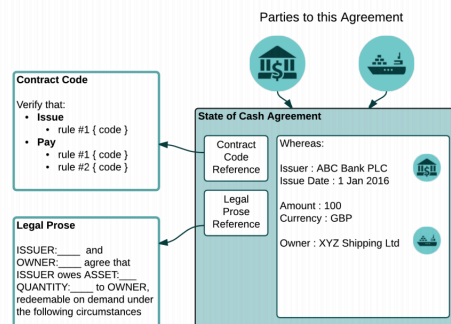 Parties to this Agreement
Contract Code
Verify that:
• Issue
• rule #1 { code }
• Pay
• rule #1 { code }
• rule #2 { code }
State of Cash Agreement
Contract
Code
Reference
Legal
Prose
Reference
Whereas:
Issuer : ABC Bank PLC
Issue Date : 1 Jan 2016
Amount : 100
Currency : GBP
Owner : XYZ Shipping Ltd
Legal Prose
ISSUER:____ and
OWNER:____ agree that
ISSUER owes ASSET:___
QUANTITY:____ to OWNER,
redeemable on demand under
the following circumstances